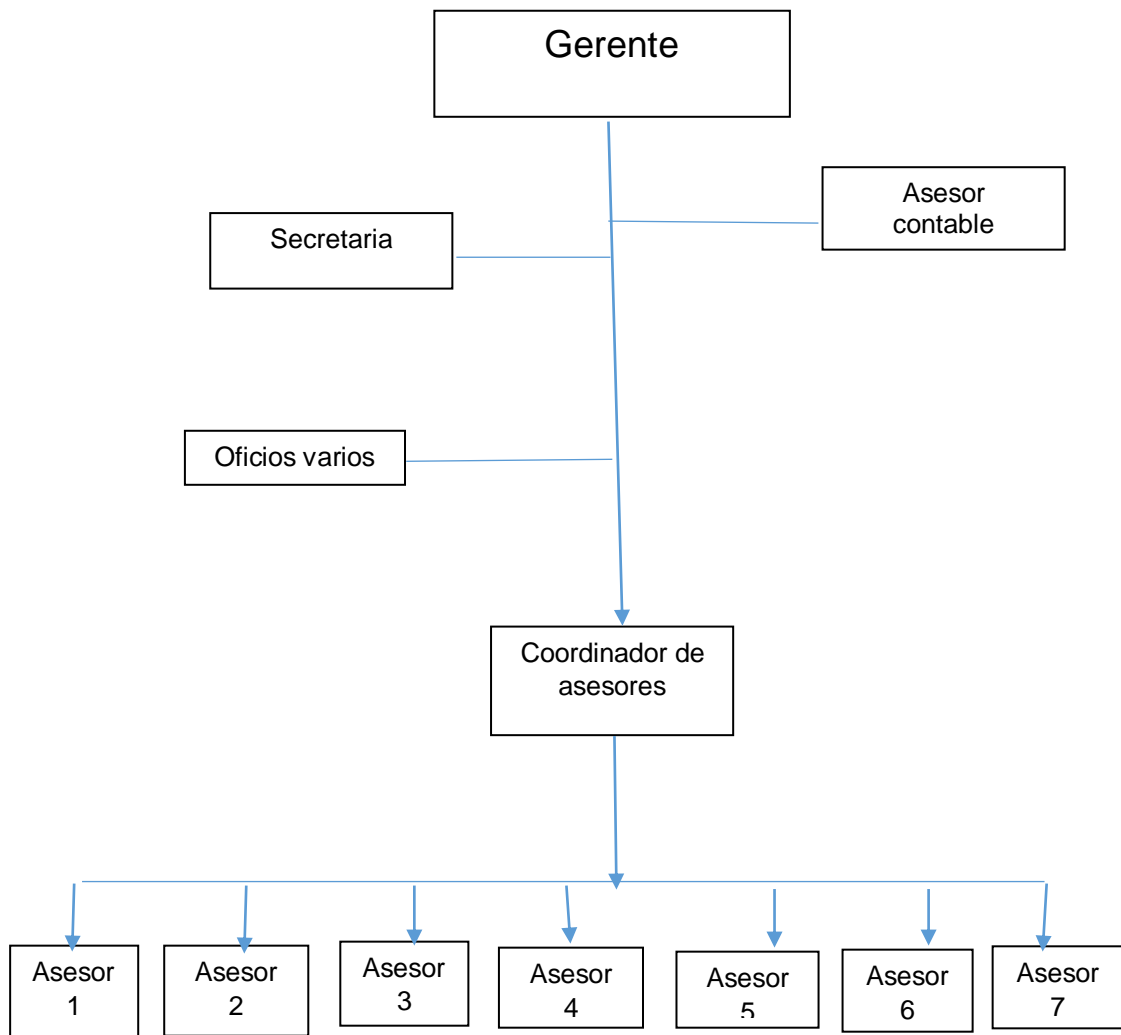 Gerente
Asesor
contable
Secretaria
Oficios varios
Coordinador de
asesores
Asesor
1
Asesor
2
Asesor
3
Asesor
4
Asesor
5
Asesor
6
Asesor
7